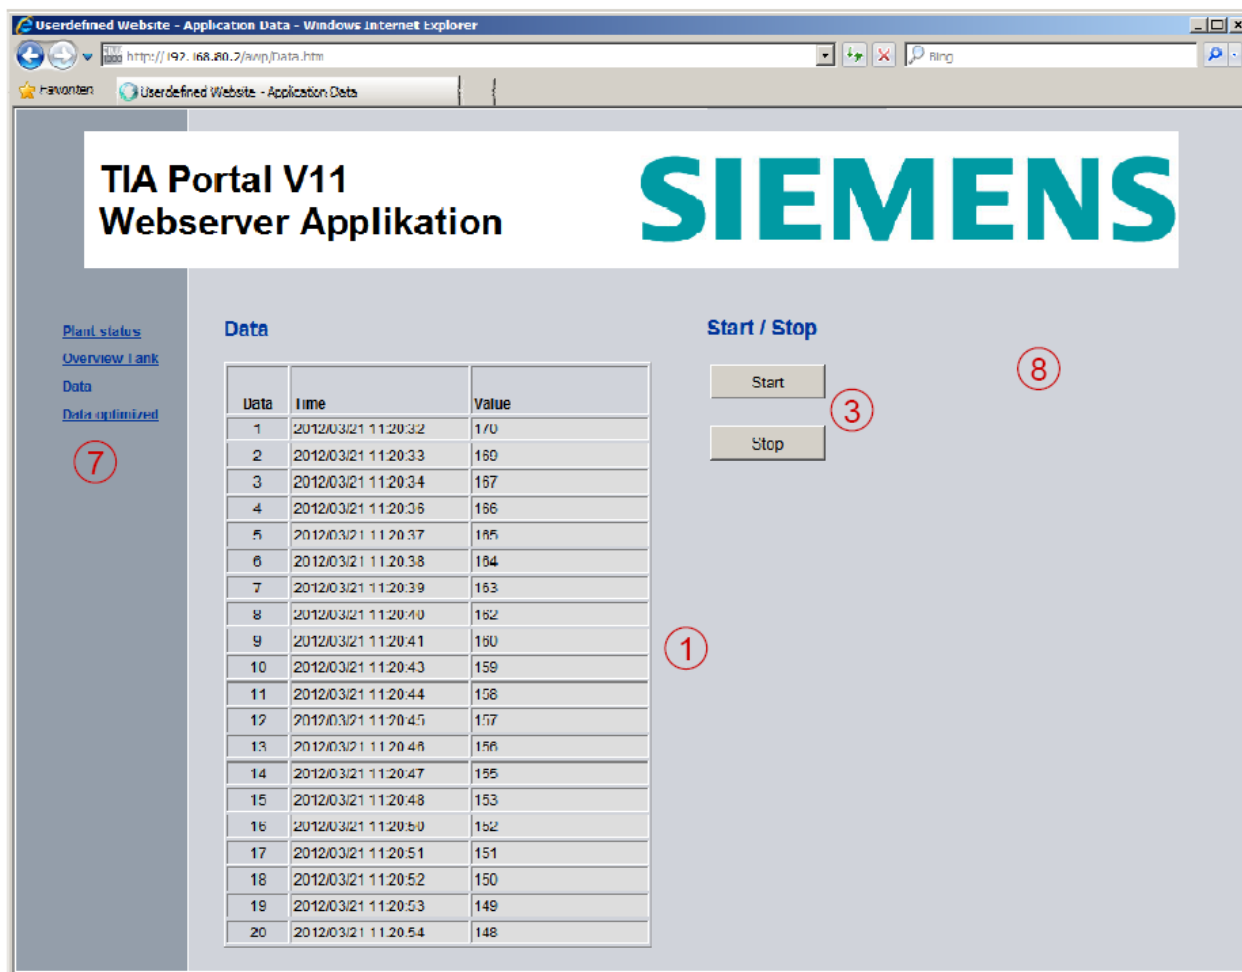 Userdefined Website - Application Data - Windows Internet Explorer
http://192.168.80.2/awp/Data.htm
Bing
Favoriten
Userdefined Website - Application Data
TIA Portal V11
Webserver Applikation
SIEMENS
Plant status
Overview Tank
Data
Data optimized
7
Data
Data Time Value
1 2012/03/21 11:20:32 170
2 2012/03/21 11:20:33 169
3 2012/03/21 11:20:34 167
4 2012/03/21 11:20:36 166
5 2012/03/21 11:20:37 165
6 2012/03/21 11:20:38 164
7 2012/03/21 11:20:39 163
8 2012/03/21 11:20:40 162
9 2012/03/21 11:20:41 160
10 2012/03/21 11:20:43 159
11 2012/03/21 11:20:44 158
12 2012/03/21 11:20:45 157
13 2012/03/21 11:20:46 156
14 2012/03/21 11:20:47 155
15 2012/03/21 11:20:48 153
16 2012/03/21 11:20:50 152
17 2012/03/21 11:20:51 151
18 2012/03/21 11:20:52 150
19 2012/03/21 11:20:53 149
20 2012/03/21 11:20:54 148
1
Start / Stop
Start
Stop
3
8